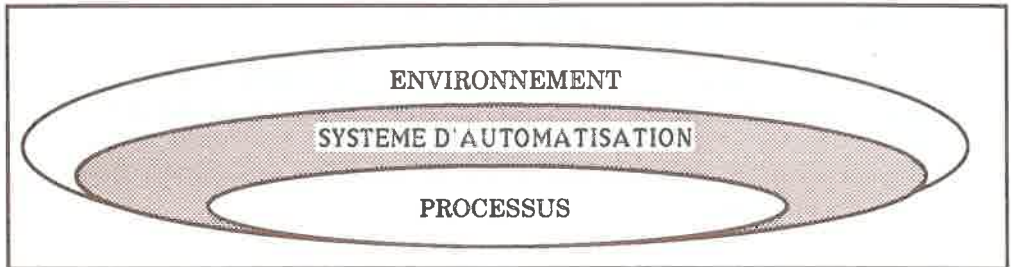 ENVIRONNEMENT
SYSTEME D'AUTOMATISATION
PROCESSUS